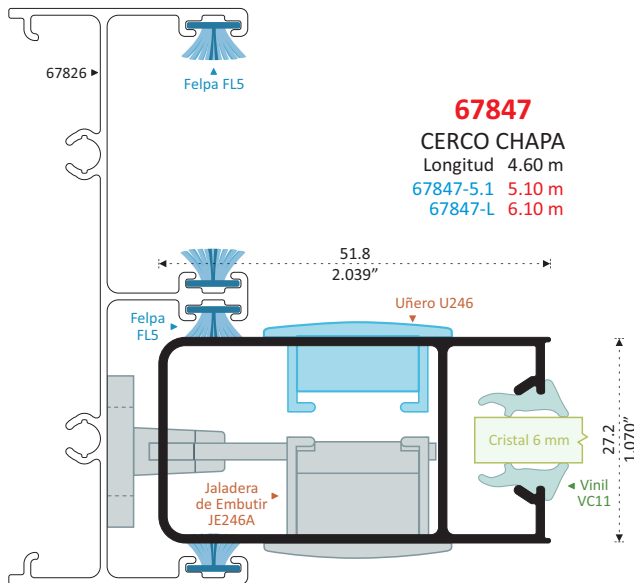 67826
Felpa FL5
67847
CERCO CHAPA
Longitud 4.60 m
67847-5.1 5.10 m
67847-L 6.10 m
51.8
2.039”
Uñero U246
Felpa
FL5
Cristal 6 mm
27.2
1.070”
Jaladera
de Embutir
JE246A
Vinil
VC11